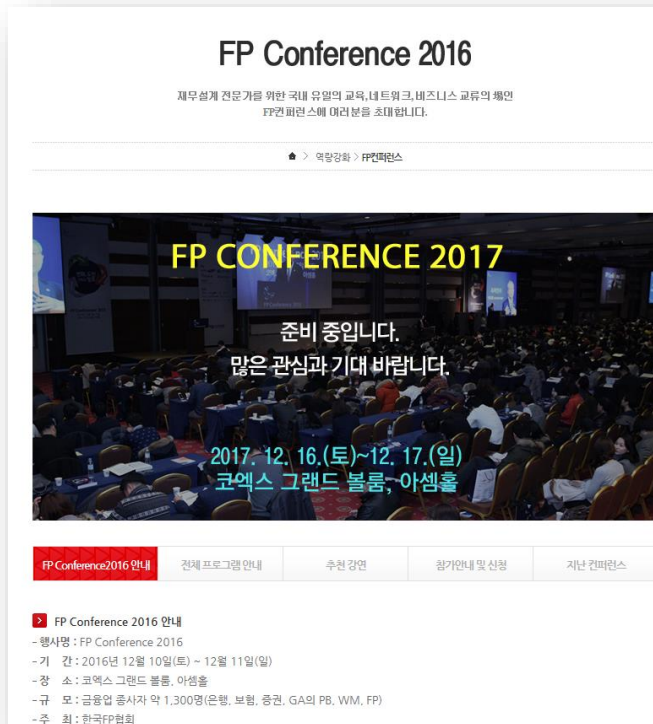 FP Conference 2016
재무설계 전문가를 위한 국내 유일의 교육,네트워크,비즈니스 교류의 場인
FP컨퍼런스에 여러분을 초대합니다.
> 역량강화 > FP컨퍼런스
FP CONFERENCE 2017
준비 중입니다.
많은 관심과 기대 바랍니다.
2017. 12. 16.(토)~12. 17.(일)
코엑스 그랜드 볼룸, 아셈홀
FP Conference2016 안내 전체 프로그램 안내 추천 강연 참가안내 및 신청 지난 컨퍼런스
FP Conference 2016 안내
- 행사명 : FP Conference 2016
- 기 간 : 2016년 12월 10일(토) ~ 12월 11일(일)
- 장 소 : 코엑스 그랜드 볼룸, 아셈홀
- 규 모 : 금융업 종사자 약 1,300명(은행, 보험, 증권, GA의 PB, WM, FP)
- 주 최 : 한국FP협회